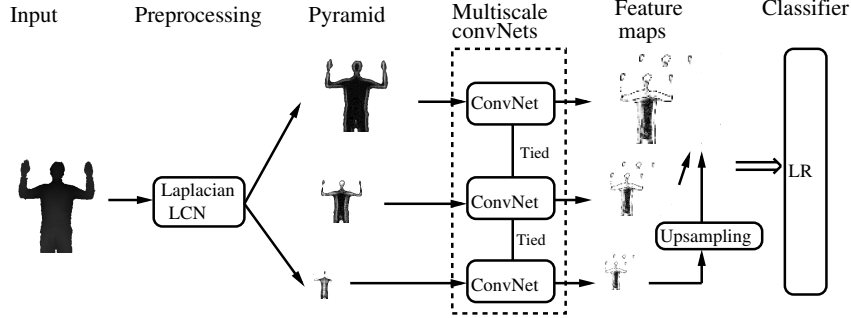 Input
Preprocessing
Pyramid
Multiscale
convNets
Feature
maps
Classifier
Laplacian
LCN
ConvNet
Tied
ConvNet
Tied
ConvNet
Upsampling
LR